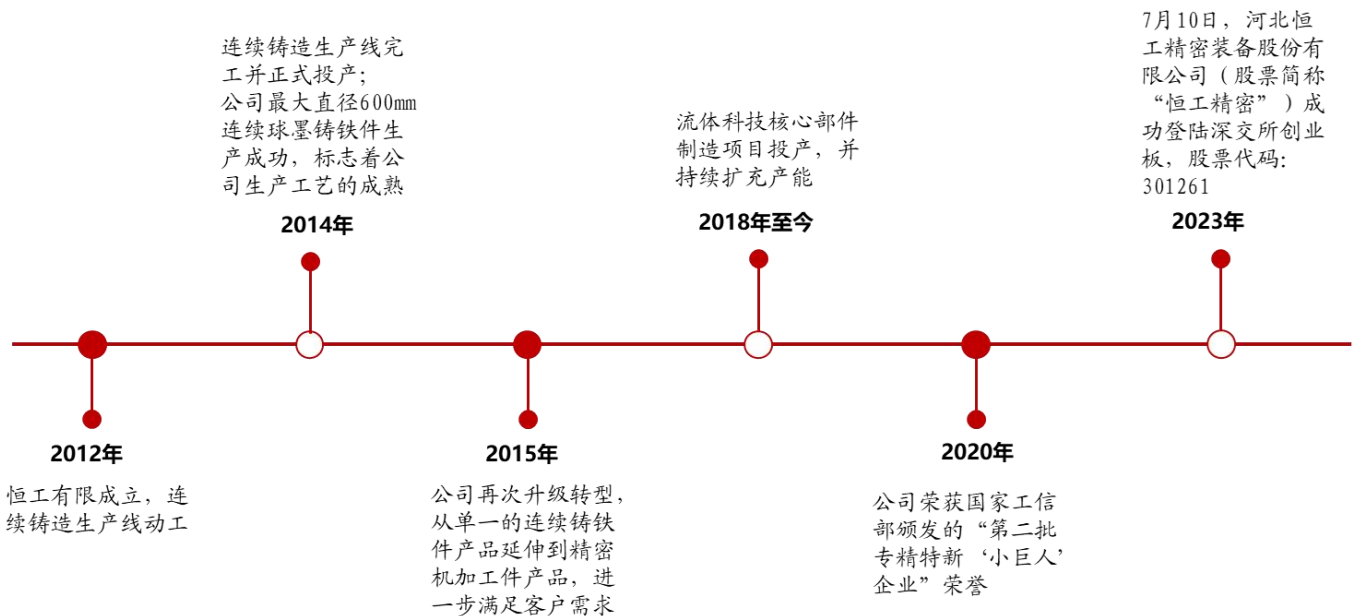 连续铸造生产线完
工并正式投产；
公司最大直径600mm
连续球墨铸铁件生
产成功，标志着公
司生产工艺的成熟
2014年
流体科技核心部件
制造项目投产，并
持续扩充产能
2018年至今
7月10日，河北恒
工精密装备股份有
限公司（股票简称
“恒工精密”）成
功登陆深交所创业
板，股票代码：
301261
2023年
2012年
恒工有限成立，连
续铸造生产线动工
2015年
公司再次升级转型，
从单一的连续铸铁
件产品延伸到精密
机加工件产品，进
一步满足客户需求
2020年
公司荣获国家工信
部颁发的“第二批
专精特新‘小巨人’
企业”荣誉